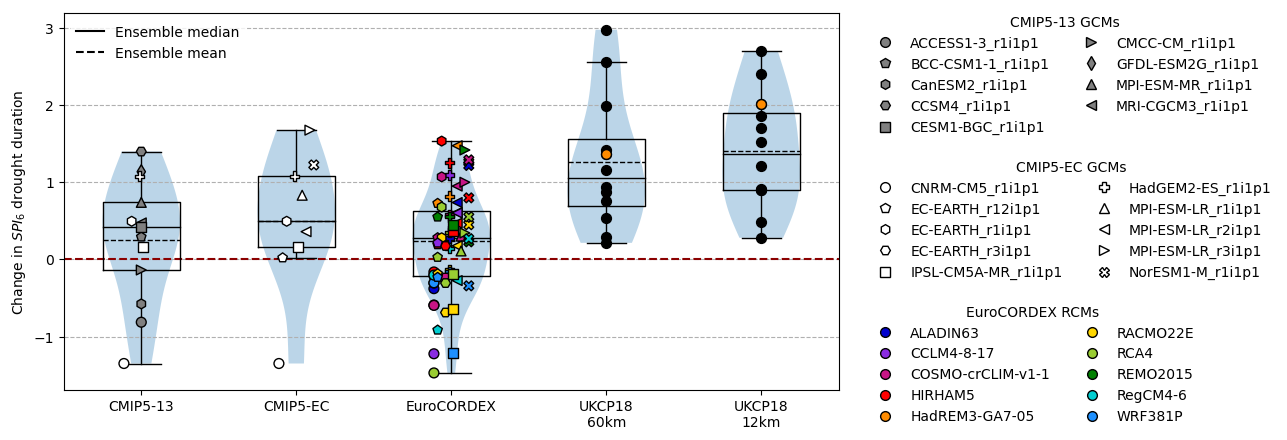 Ensemble median
Ensemble mean
Change in SPI6 drought duration
3
2
1
0
−1
CMIP5-13
CMIP5-EC
EuroCORDEX
UKCP18
60km
UKCP18
12km
CMIP5-13 GCMs
ACCESS1-3_r1i1p1
BCC-CSM1-1_r1i1p1
CanESM2_r1i1p1
CCSM4_r1i1p1
CESM1-BGC_r1i1p1
CMCC-CM_r1i1p1
GFDL-ESM2G_r1i1p1
MPI-ESM-MR_r1i1p1
MRI-CGCM3_r1i1p1
CMIP5-EC GCMs
CNRM-CM5_r1i1p1
EC-EARTH_r12i1p1
EC-EARTH_r1i1p1
EC-EARTH_r3i1p1
IPSL-CM5A-MR_r1i1p1
HadGEM2-ES_r1i1p1
MPI-ESM-LR_r1i1p1
MPI-ESM-LR_r2i1p1
MPI-ESM-LR_r3i1p1
NorESM1-M_r1i1p1
EuroCORDEX RCMs
ALADIN63
CCLM4-8-17
COSMO-crCLIM-v1-1
HIRHAM5
HadREM3-GA7-05
RACMO22E
RCA4
REMO2015
RegCM4-6
WRF381P